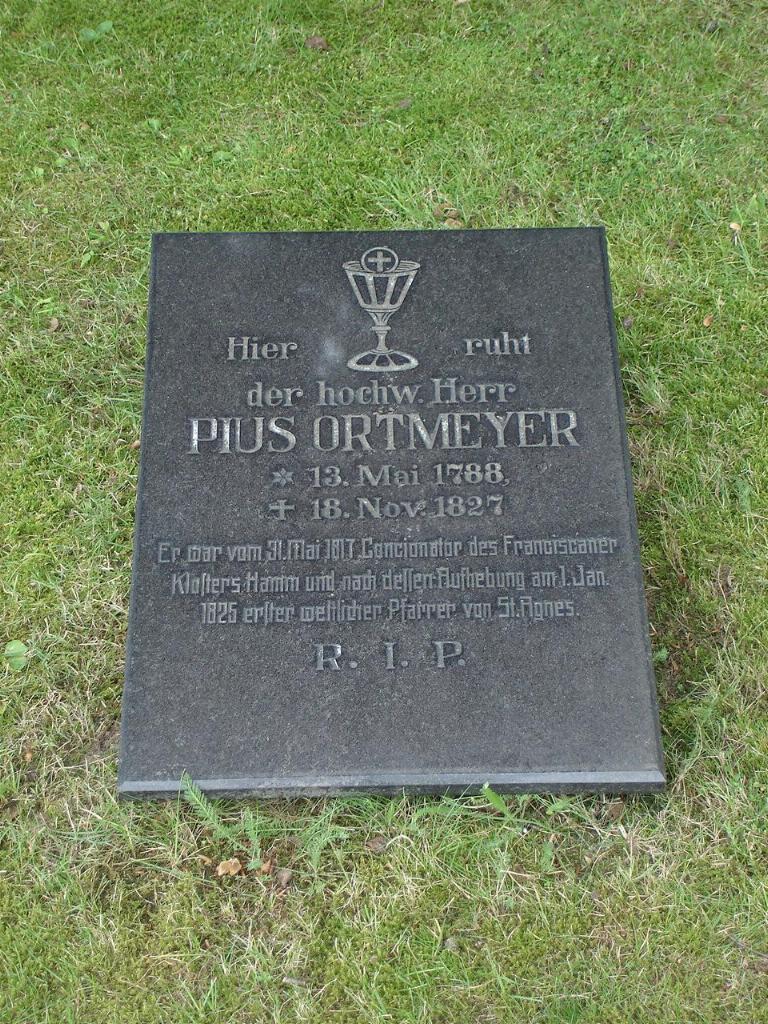 Hier ruht
der hochw. Herr
PIUS ORTMEYER
* 13. Mai 1788,
† 18. Nov. 1827
Er war vom 31. Mai 1817 Concionator des Franciscaner
Kloſters Hamm und nach deſſen Aufhebung am 1. Jan.
1826 erſter weltlicher Pfarrer von St. Agnes.
R. I. P.